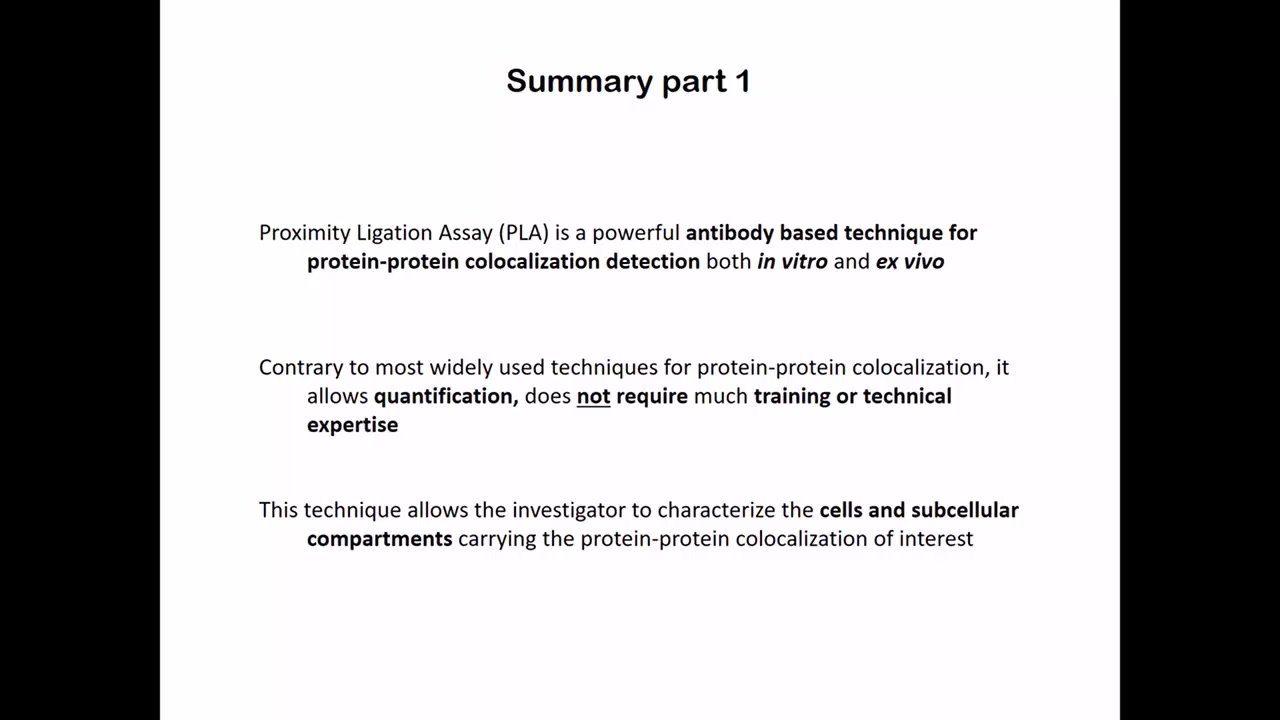 Summary part 1
Proximity Ligation Assay (PLA) is a powerful antibody based technique for
protein-protein colocalization detection both in vitro and ex vivo
Contrary to most widely used techniques for protein-protein colocalization, it
allows quantification, does not require much training or technical
expertise
This technique allows the investigator to characterize the cells and subcellular
compartments carrying the protein-protein colocalization of interest